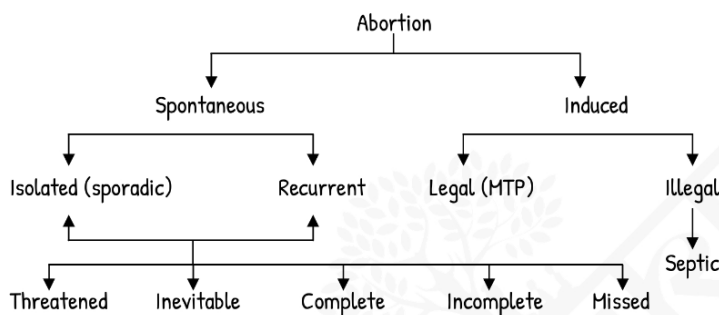 Abortion
Spontaneous Induced
Isolated (sporadic) Recurrent Legal (MTP) Illegal
Septic
Threatened Inevitable Complete Incomplete Missed